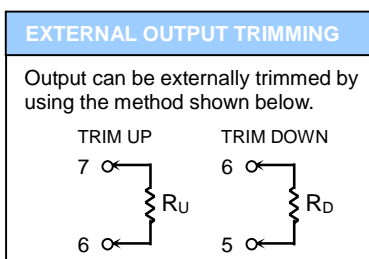 EXTERNAL OUTPUT TRIMMING
Output can be externally trimmed by
using the method shown below.
TRIM UP TRIM DOWN
7 6
RU RD
6 5